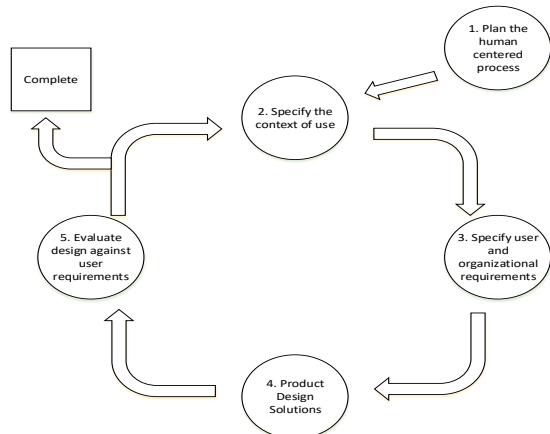 1. Plan the
human
centered
process
Complete
2. Specify the
context of use
3. Specify user
and
organizational
requirements
4. Product
Design
Solutions
5. Evaluate
design against
user
requirements